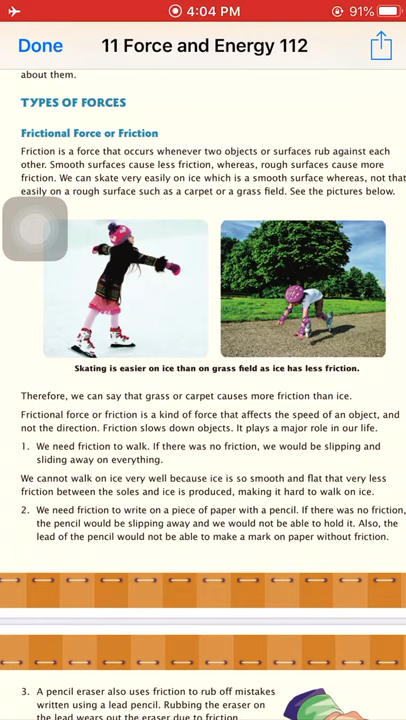 4:04 PM
91%
Done
11 Force and Energy 112
about them.
TYPES OF FORCES
Frictional Force or Friction
Friction is a force that occurs whenever two objects or surfaces rub against each
other. Smooth surfaces cause less friction, whereas, rough surfaces cause more
friction. We can skate very easily on ice which is a smooth surface whereas, not that
easily on a rough surface such as a carpet or a grass field. See the pictures below.
Skating is easier on ice than on grass field as ice has less friction.
Therefore, we can say that grass or carpet causes more friction than ice.
Frictional force or friction is a kind of force that affects the speed of an object, and
not the direction. Friction slows down objects. It plays a major role in our life.
1. We need friction to walk. If there was no friction, we would be slipping and
sliding away on everything.
We cannot walk on ice very well because ice is so smooth and flat that very less
friction between the soles and ice is produced, making it hard to walk on ice.
2. We need friction to write on a piece of paper with a pencil. If there was no friction,
the pencil would be slipping away and we would not be able to hold it. Also, the
lead of the pencil would not be able to make a mark on paper without friction.
3. A pencil eraser also uses friction to rub off mistakes
written using a lead pencil. Rubbing the eraser on
the lead wears out the eraser due to friction.